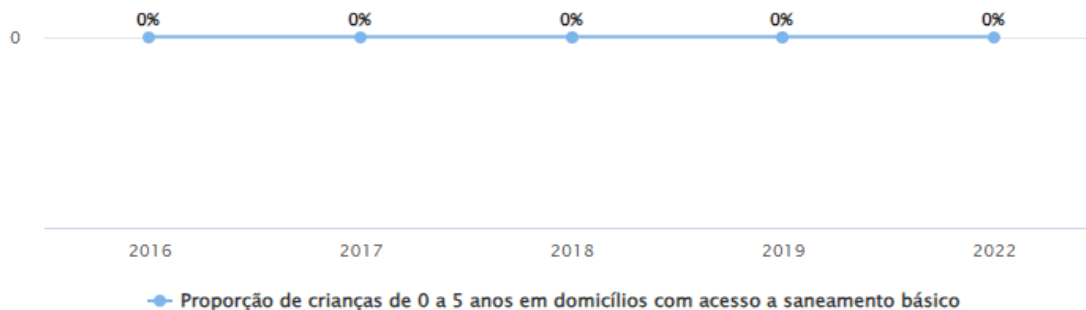 0% 0% 0% 0% 0%
0
2016 2017 2018 2019 2022
Proporção de crianças de 0 a 5 anos em domicílios com acesso a saneamento básico